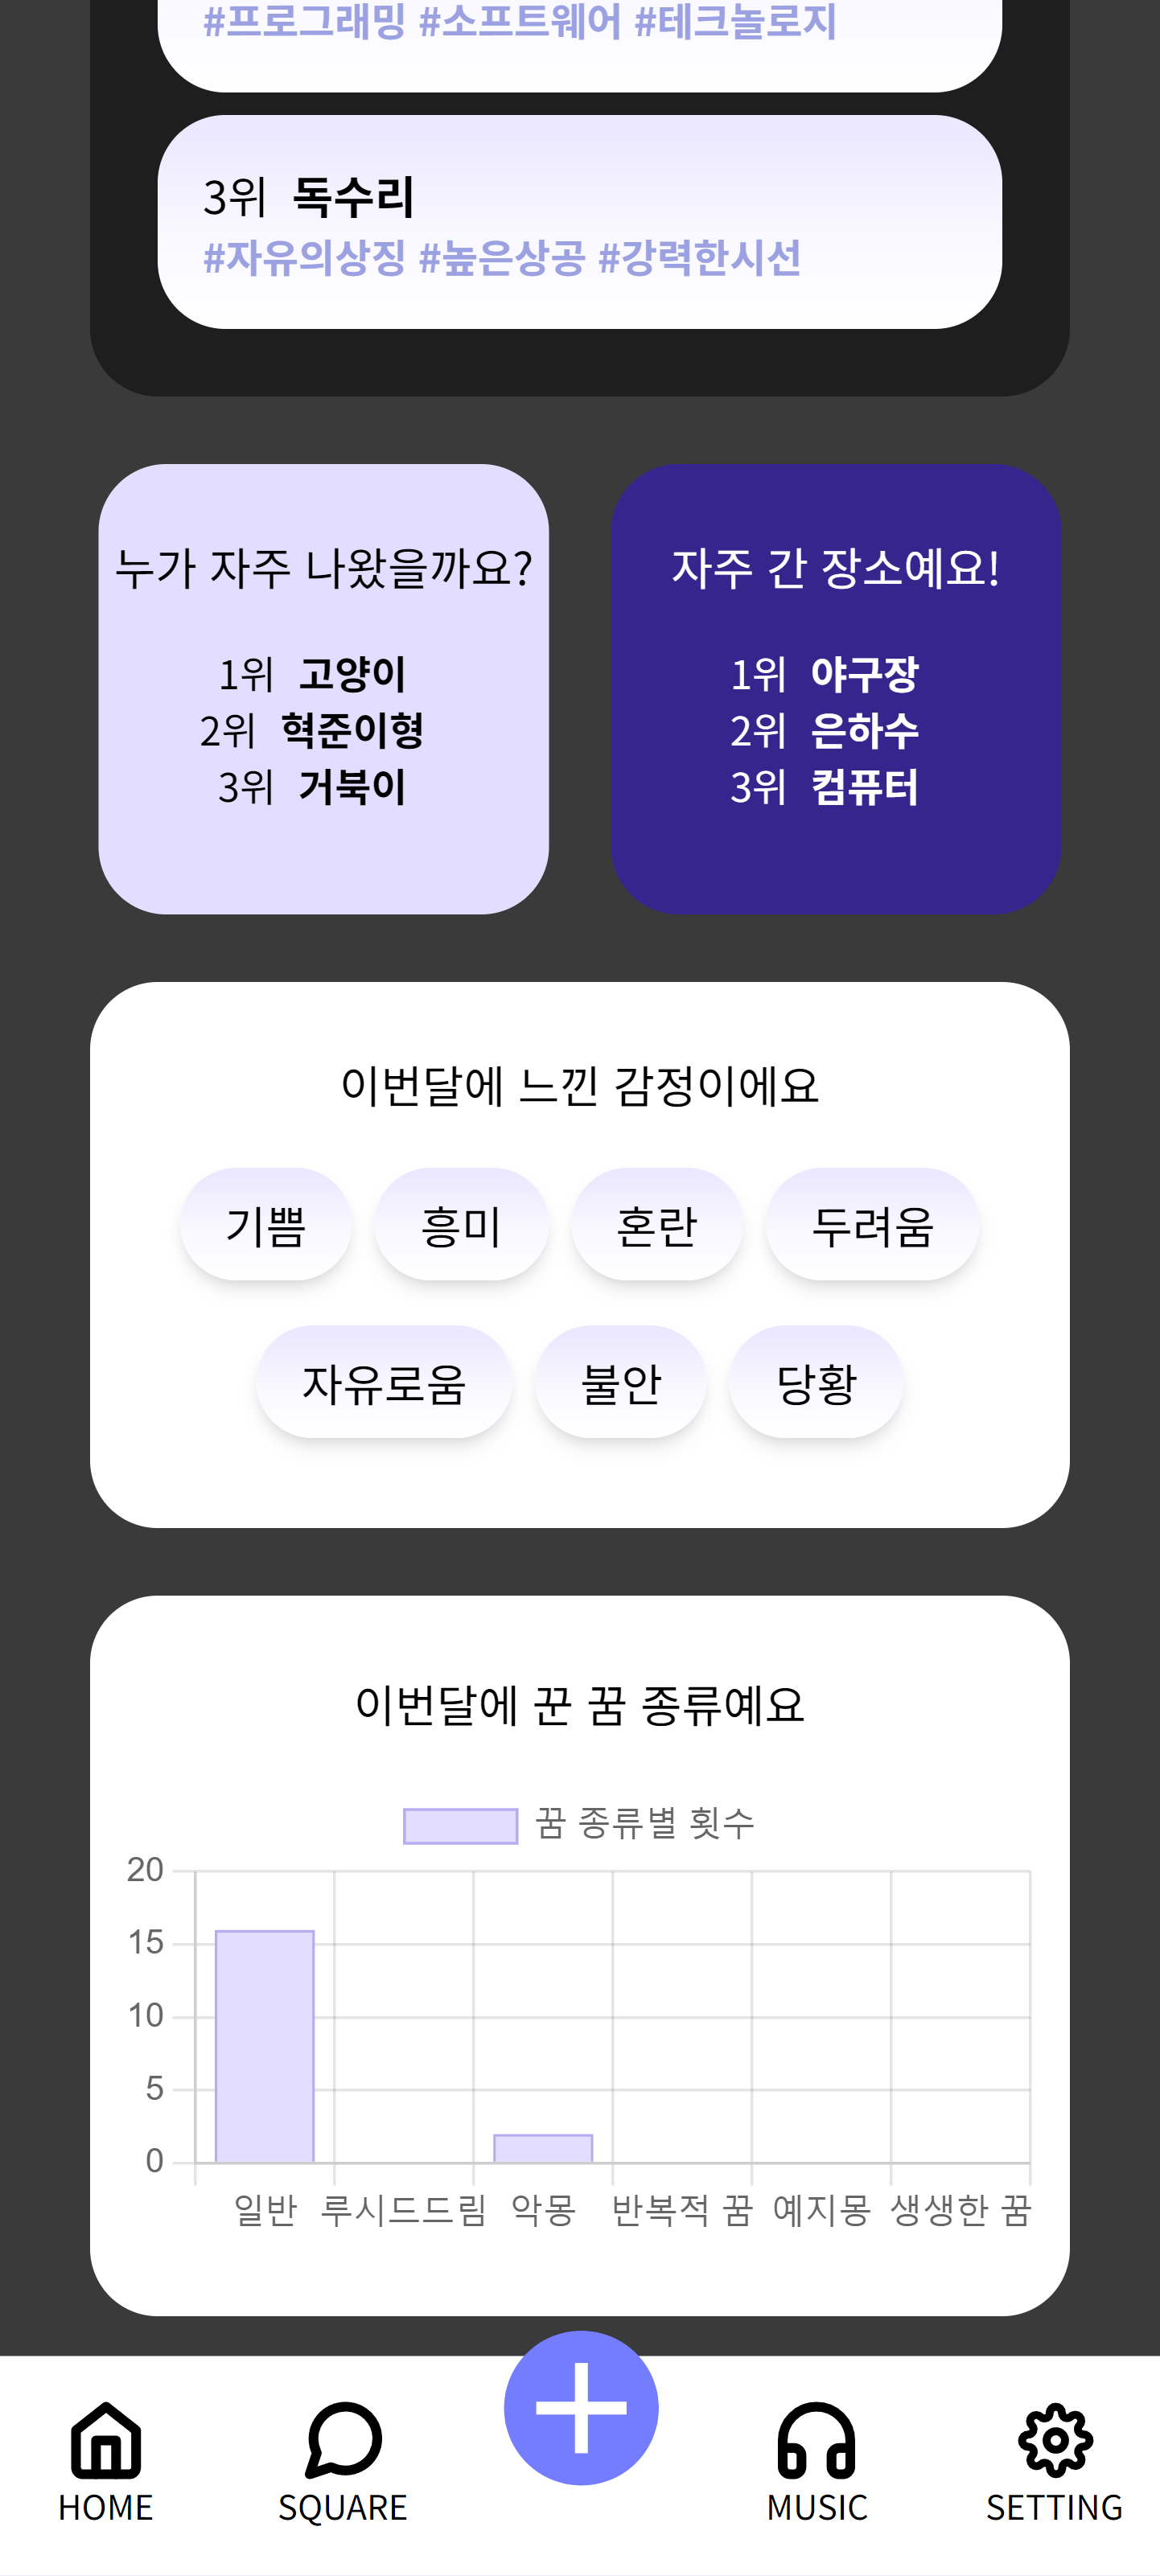 #프로그래밍 #소프트웨어 #테크놀로지
3위 독수리
#자유의상징 #높은상공 #강력한시선
누가 자주 나왔을까요?
1위 고양이
2위 혁준이형
3위 거북이
자주 간 장소예요!
1위 야구장
2위 은하수
3위 컴퓨터
이번달에 느낀 감정이에요
기쁨 흥미 혼란 두려움
자유로움 불안 당황
이번달에 꾼 꿈 종류예요
꿈 종류별 횟수
20
15
10
5
0
일반 루시드드림 악몽 반복적 꿈 예지몽 생생한 꿈
HOME SQUARE MUSIC SETTING